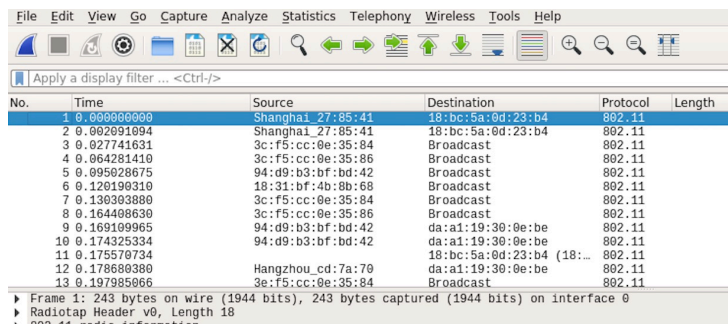 File Edit View Go Capture Analyze Statistics Telephony Wireless Tools Help
Apply a display filter ... <Ctrl-/>
No. Time Source Destination Protocol Length
1 0.000000000 Shanghai_27:85:41 18:bc:5a:0d:23:b4 802.11
2 0.002091094 Shanghai_27:85:41 18:bc:5a:0d:23:b4 802.11
3 0.027741631 3c:f5:cc:0e:35:84 Broadcast 802.11
4 0.064281410 3c:f5:cc:0e:35:86 Broadcast 802.11
5 0.095028675 94:d9:b3:bf:bd:42 Broadcast 802.11
6 0.120190310 18:31:bf:4b:8b:68 Broadcast 802.11
7 0.130303880 3c:f5:cc:0e:35:84 Broadcast 802.11
8 0.164408630 3c:f5:cc:0e:35:86 Broadcast 802.11
9 0.169109965 94:d9:b3:bf:bd:42 da:a1:19:30:0e:be 802.11
10 0.174325334 94:d9:b3:bf:bd:42 da:a1:19:30:0e:be 802.11
11 0.175570734 18:bc:5a:0d:23:b4 (18:… 802.11
12 0.178680380 Hangzhou_cd:7a:70 da:a1:19:30:0e:be 802.11
13 0.197985066 3e:f5:cc:0e:35:84 Broadcast 802.11
Frame 1: 243 bytes on wire (1944 bits), 243 bytes captured (1944 bits) on interface 0
Radiotap Header v0, Length 18
802.11 radio information